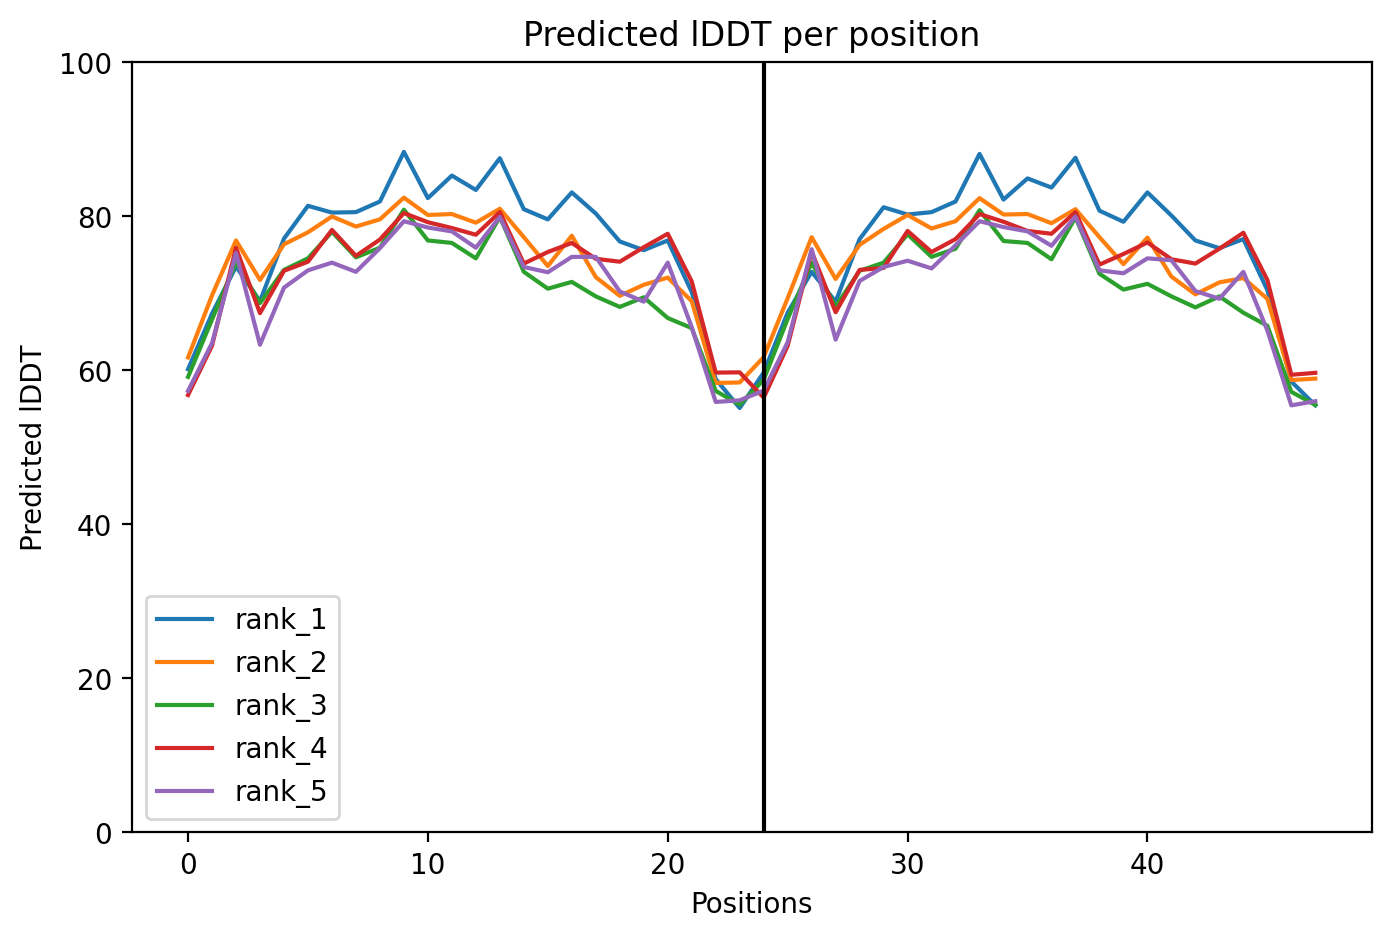 Predicted lDDT per position
100
80
60
40
20
0
Predicted lDDT
rank_1
rank_2
rank_3
rank_4
rank_5
0 10 20 30 40
Positions